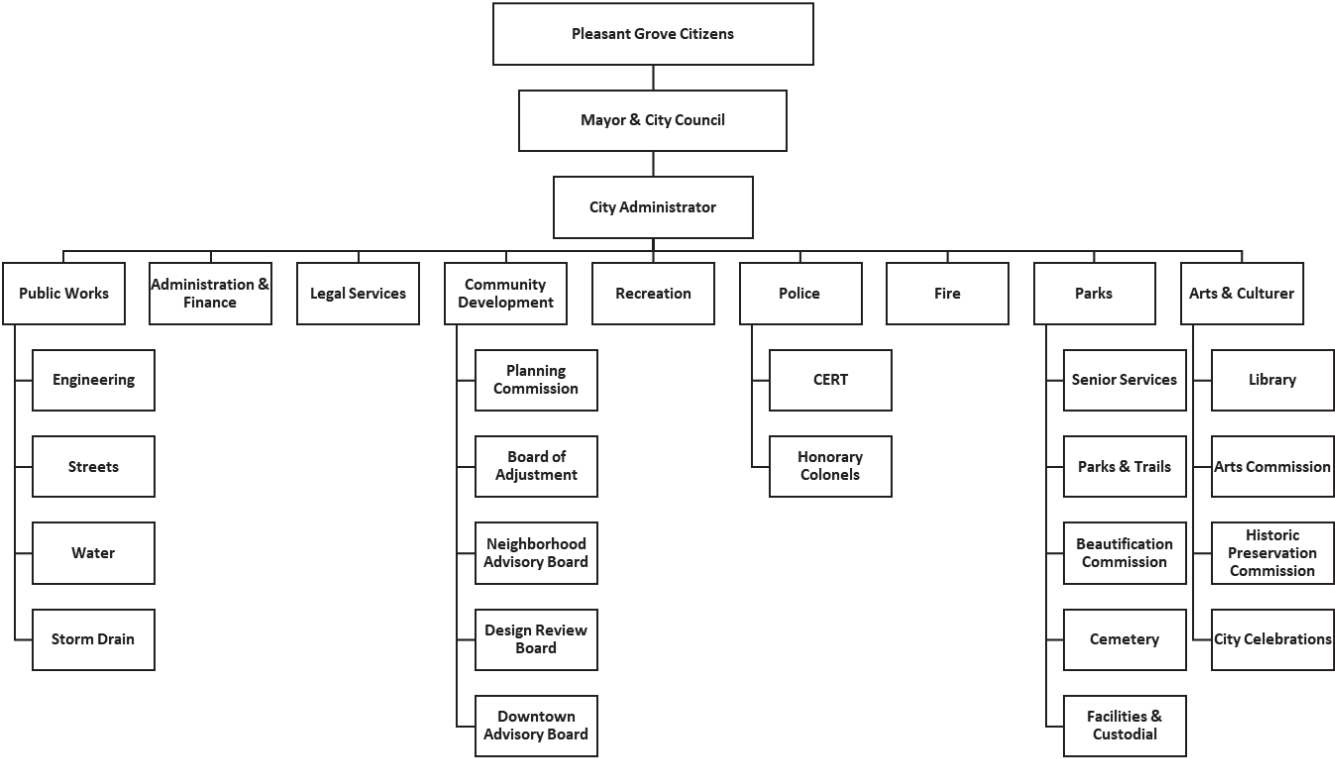 Pleasant Grove Citizens
Mayor & City Council
City Administrator
Public Works
Administration &
Finance
Legal Services
Community
Development
Recreation
Police
Fire
Parks
Arts & Culturer
Engineering
Streets
Water
Storm Drain
Planning
Commission
Board of
Adjustment
Neighborhood
Advisory Board
Design Review
Board
Downtown
Advisory Board
CERT
Honorary
Colonels
Senior Services
Parks & Trails
Beautification
Commission
Cemetery
Facilities &
Custodial
Library
Arts Commission
Historic
Preservation
Commission
City Celebrations